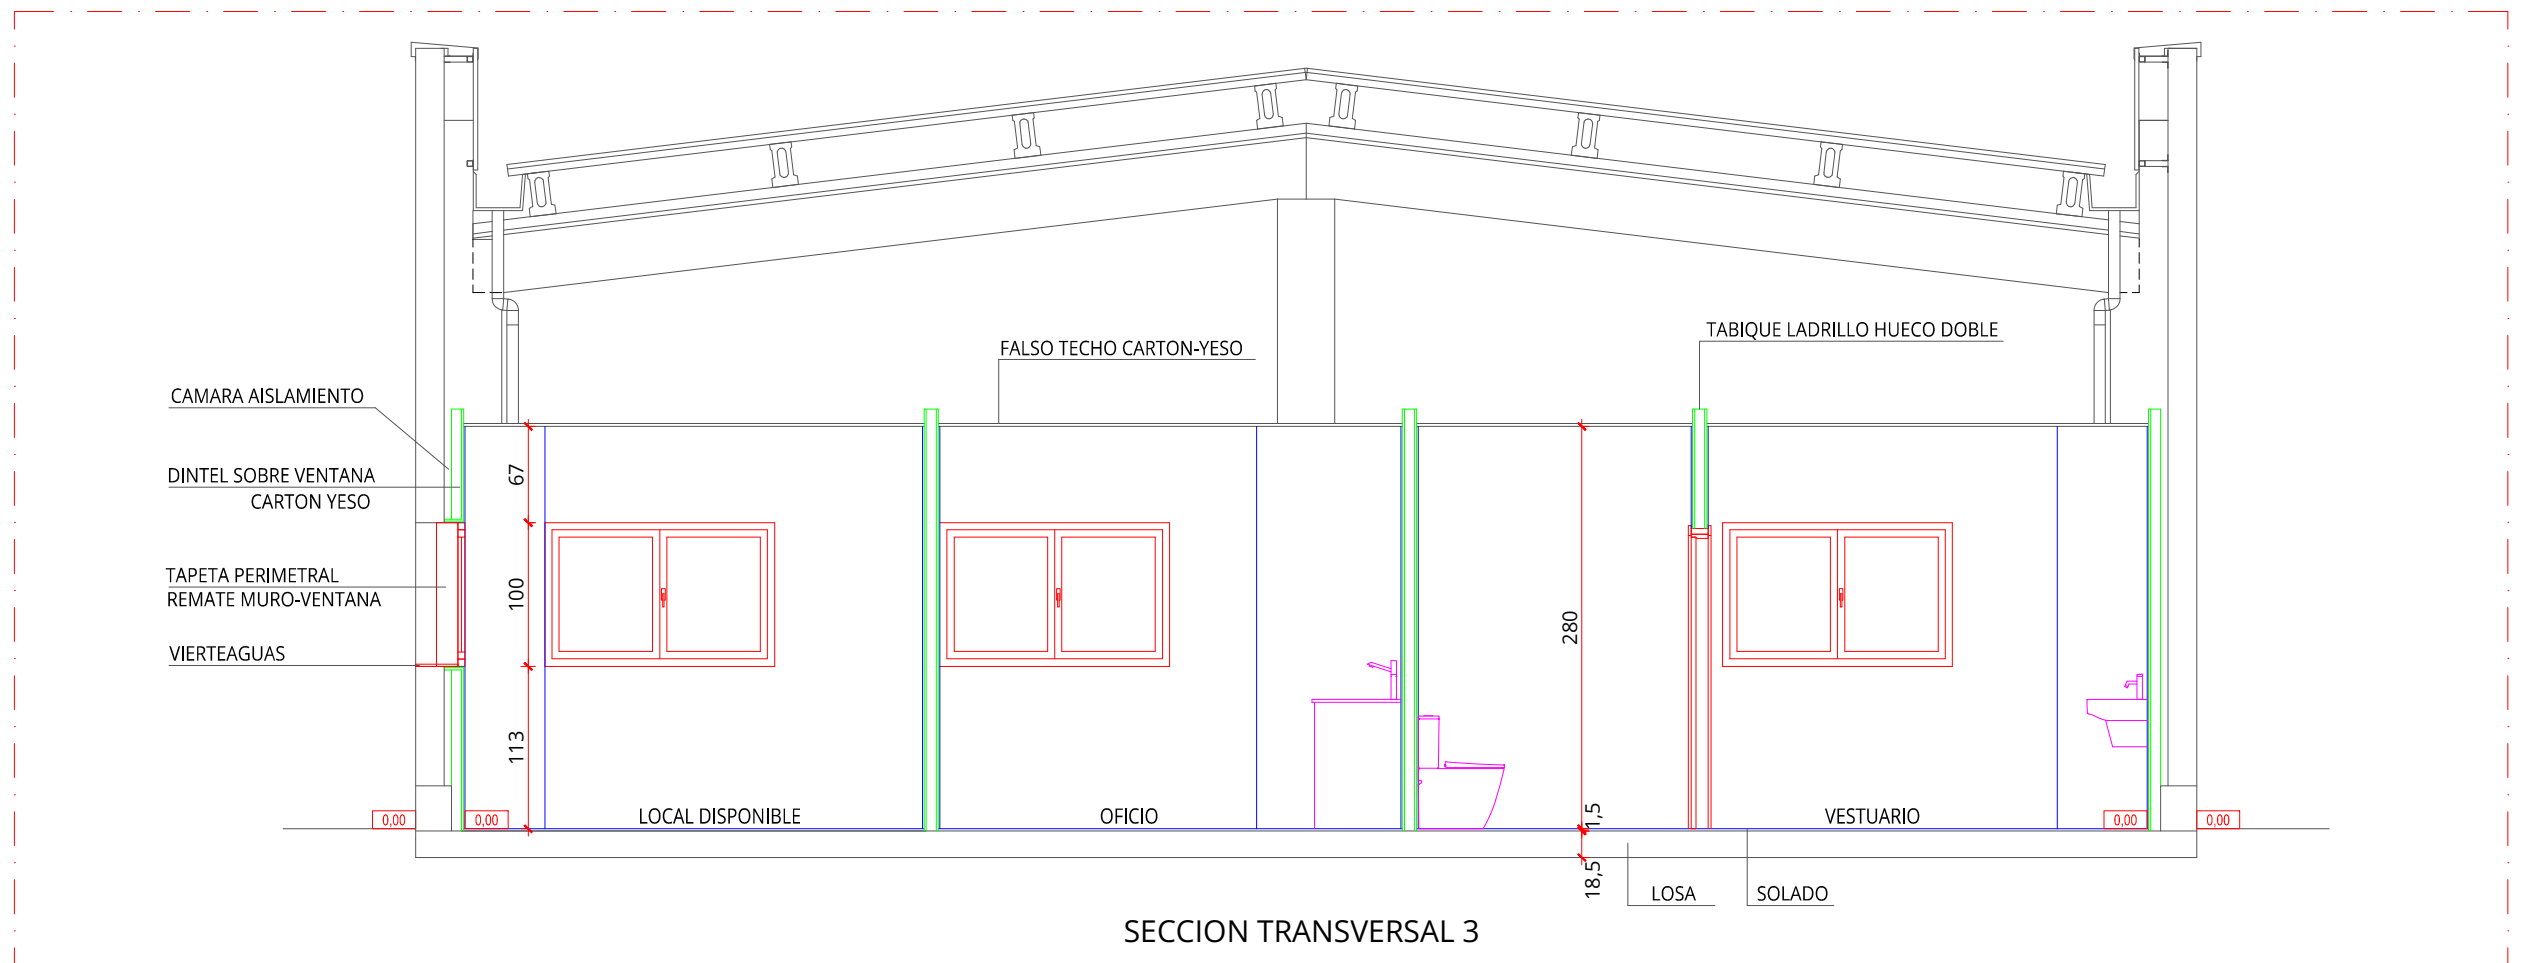 TABIQUE LADRILLO HUECO DOBLE
FALSO TECHO CARTON-YESO
CAMARA AISLAMIENTO
DINTEL SOBRE VENTANA
CARTON YESO
TAPETA PERIMETRAL
REMATE MURO-VENTANA
VIERTEAGUAS
67
100
113
280
1,5
18,5
LOCAL DISPONIBLE
OFICIO
VESTUARIO
0,00
0,00
0,00
0,00
LOSA
SOLADO
SECCION TRANSVERSAL 3